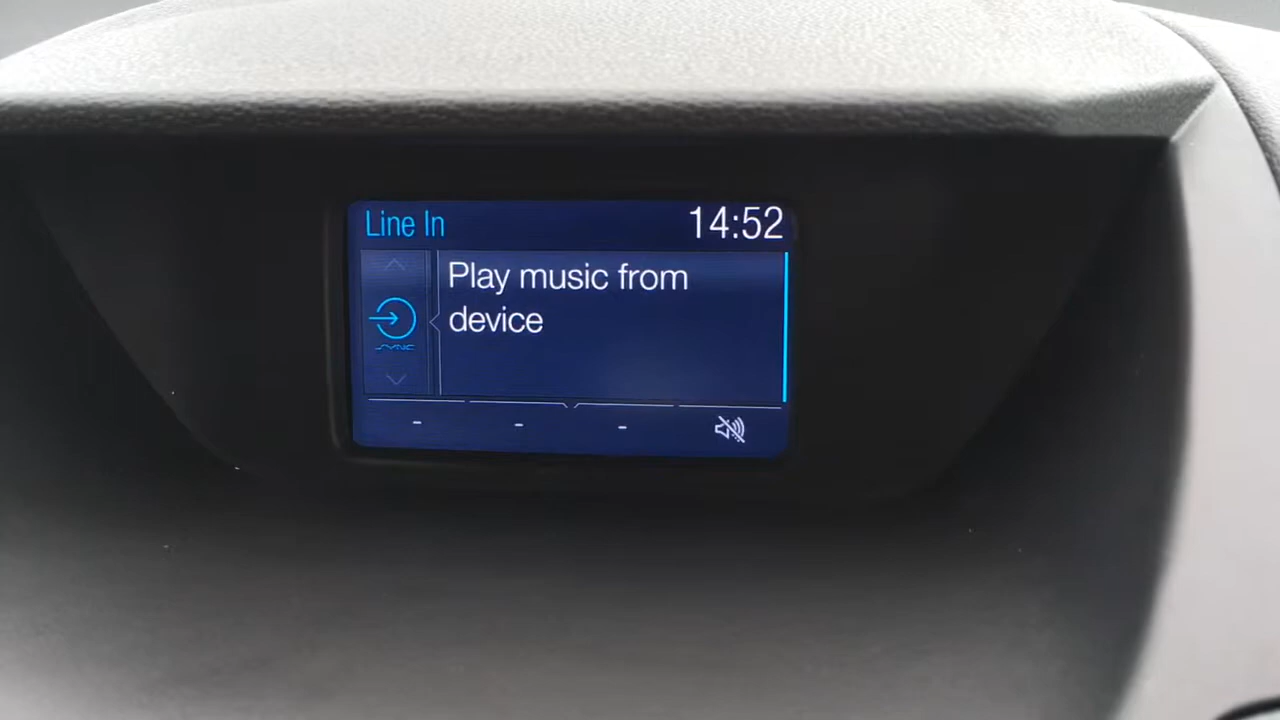 Line In 14:52
Play music from
device
SYNC
- - -